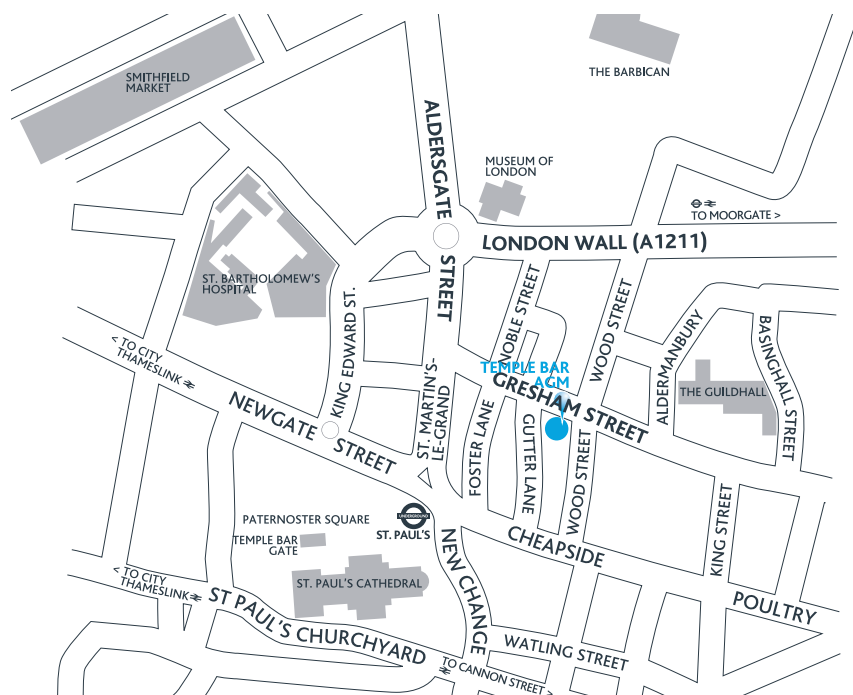 SMITHFIELD
MARKET
THE BARBICAN
ALDERSGATE
STREET
MUSEUM OF
LONDON
TO MOORGATE >
LONDON WALL (A1211)
ST. BARTHOLOMEW'S
HOSPITAL
KING EDWARD ST.
NOBLE STREET
WOOD STREET
ALDERMANBURY
BASINGHALL STREET
THE GUILDHALL
< TO CITY
THAMESLINK
TEMPLE BAR
AGM
GRESHAM STREET
ST. MARTIN'S-
LE-GRAND
NEWGATE
STREET
FOSTER LANE
GUTTER LANE
WOOD STREET
KING STREET
PATERNOSTER SQUARE
UNDERGROUND
ST. PAUL'S
TEMPLE BAR
GATE
CHEAPSIDE
NEW CHANGE
ST. PAUL'S CATHEDRAL
< TO CITY
THAMESLINK
ST PAUL'S CHURCHYARD
POULTRY
WATLING STREET
TO CANNON STREET >